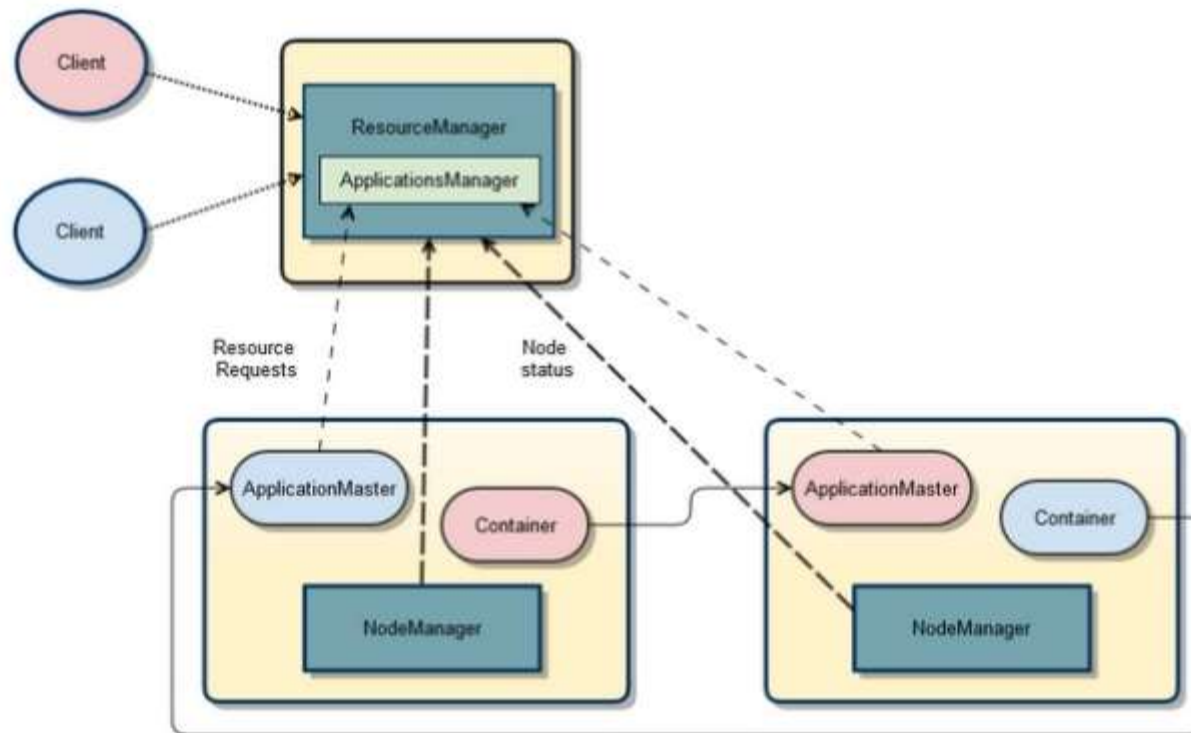 Client
ResourceManager
ApplicationsManager
Client
Resource
Requests
Node
status
ApplicationMaster
Container
NodeManager
ApplicationMaster
Container
NodeManager